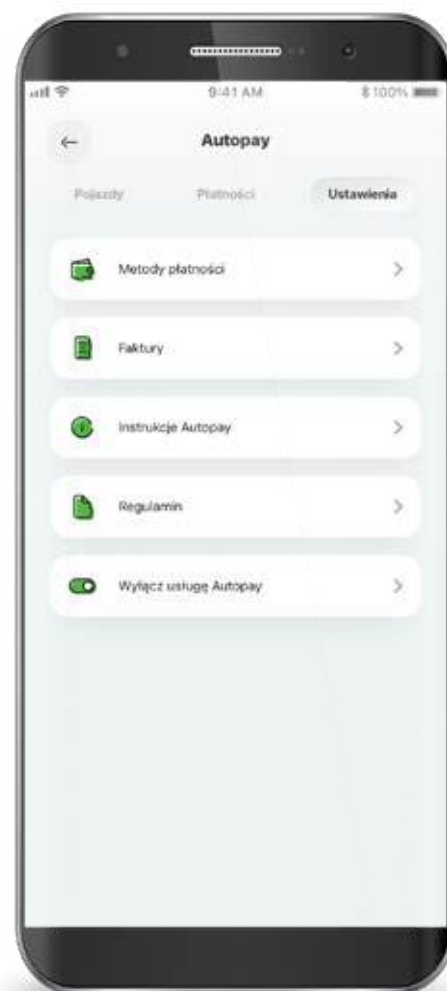 9:41 AM
100%
Autopay
Pojazdy Płatności Ustawienia
Metody płatności
Faktury
Instrukcje Autopay
Regulamin
Wyłącz usługę Autopay